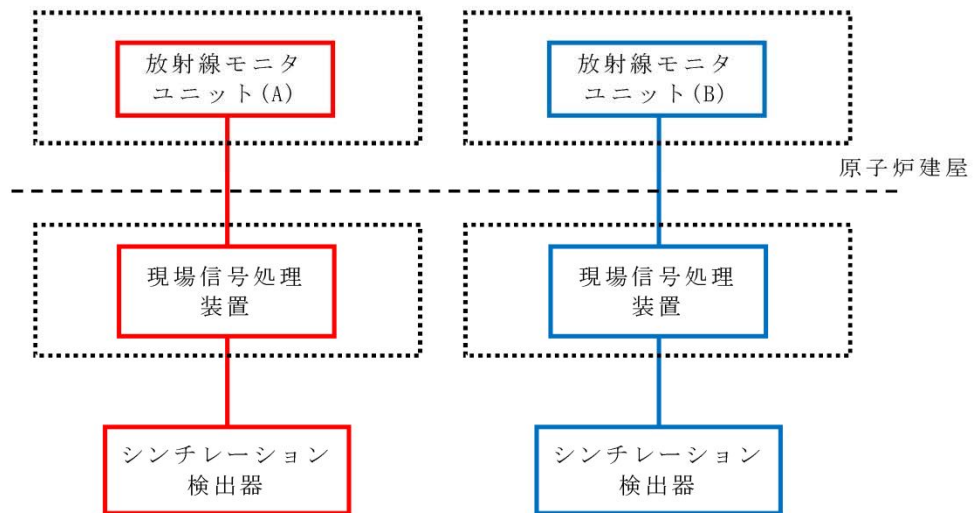 放射線モニタ
ユニット(A)
放射線モニタ
ユニット(B)
原子炉建屋
現場信号処理
装置
現場信号処理
装置
シンチレーション
検出器
シンチレーション
検出器